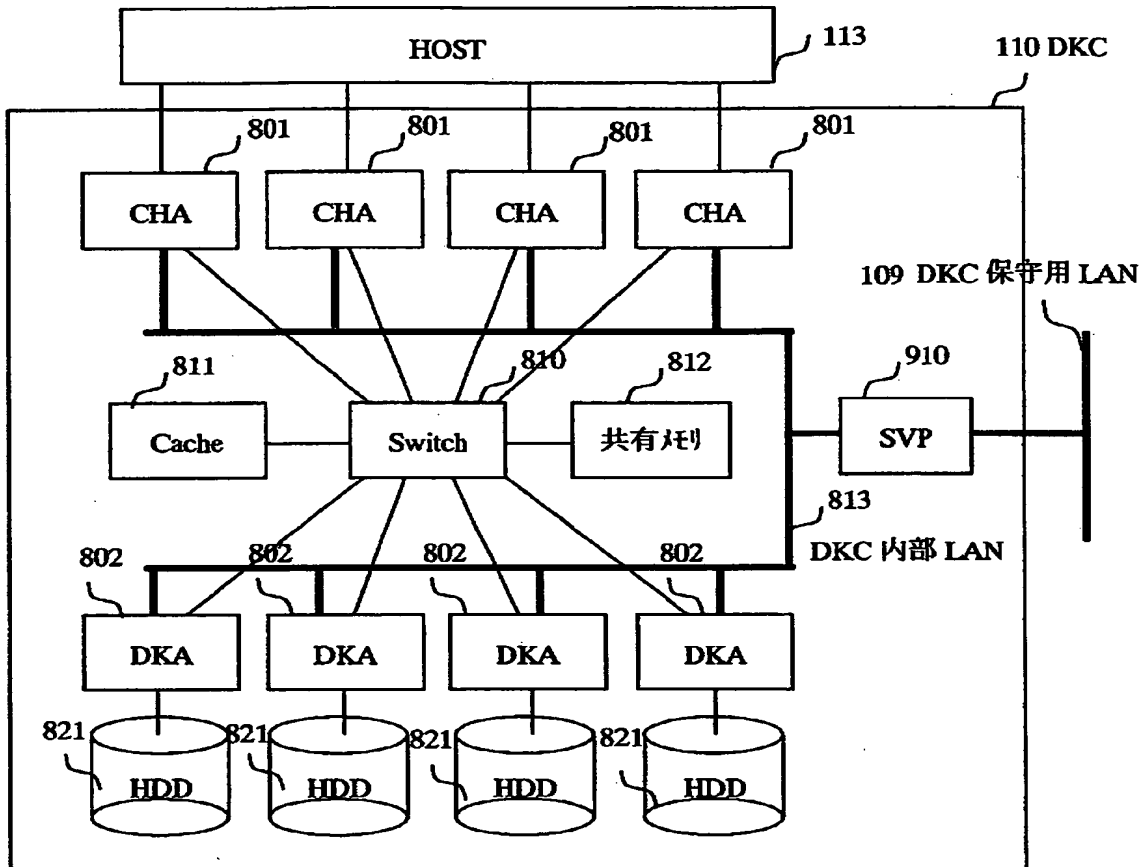 HOST
113
110 DKC
801
801
801
801
CHA
CHA
CHA
CHA
109 DKC 保守用 LAN
811
810
812
910
Cache
Switch
共有メモリ
SVP
813
DKC 内部 LAN
802
802
802
802
DKA
DKA
DKA
DKA
821
821
821
821
HDD
HDD
HDD
HDD